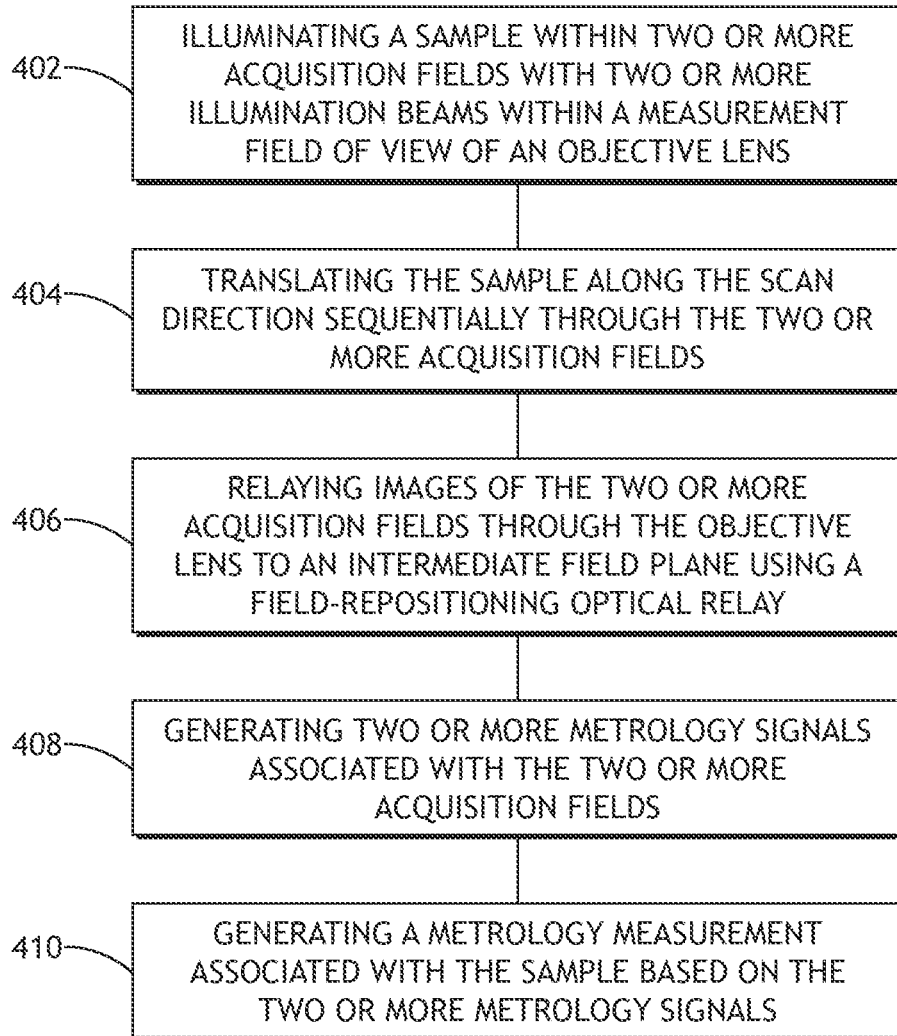 402
ILLUMINATING A SAMPLE WITHIN TWO OR MORE
ACQUISITION FIELDS WITH TWO OR MORE
ILLUMINATION BEAMS WITHIN A MEASUREMENT
FIELD OF VIEW OF AN OBJECTIVE LENS
404
TRANSLATING THE SAMPLE ALONG THE SCAN
DIRECTION SEQUENTIALLY THROUGH THE TWO OR
MORE ACQUISITION FIELDS
406
RELAYING IMAGES OF THE TWO OR MORE
ACQUISITION FIELDS THROUGH THE OBJECTIVE
LENS TO AN INTERMEDIATE FIELD PLANE USING A
FIELD-REPOSITIONING OPTICAL RELAY
408
GENERATING TWO OR MORE METROLOGY SIGNALS
ASSOCIATED WITH THE TWO OR MORE
ACQUISITION FIELDS
410
GENERATING A METROLOGY MEASUREMENT
ASSOCIATED WITH THE SAMPLE BASED ON THE
TWO OR MORE METROLOGY SIGNALS